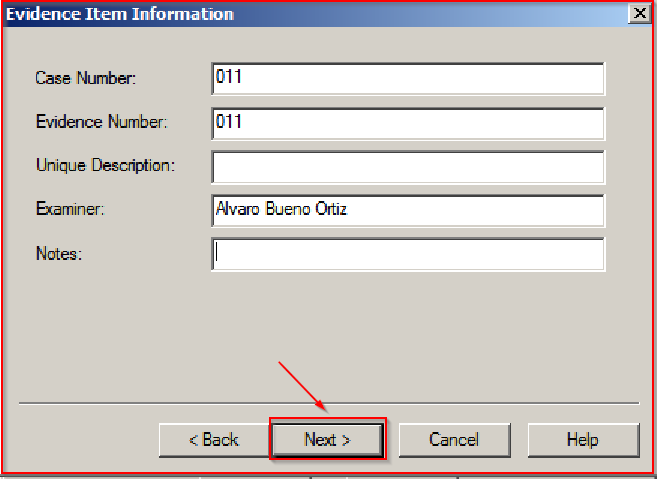 Evidence Item Information
Case Number: 011
Evidence Number: 011
Unique Description:
Examiner: Alvaro Bueno Ortiz
Notes:
< Back Next > Cancel Help